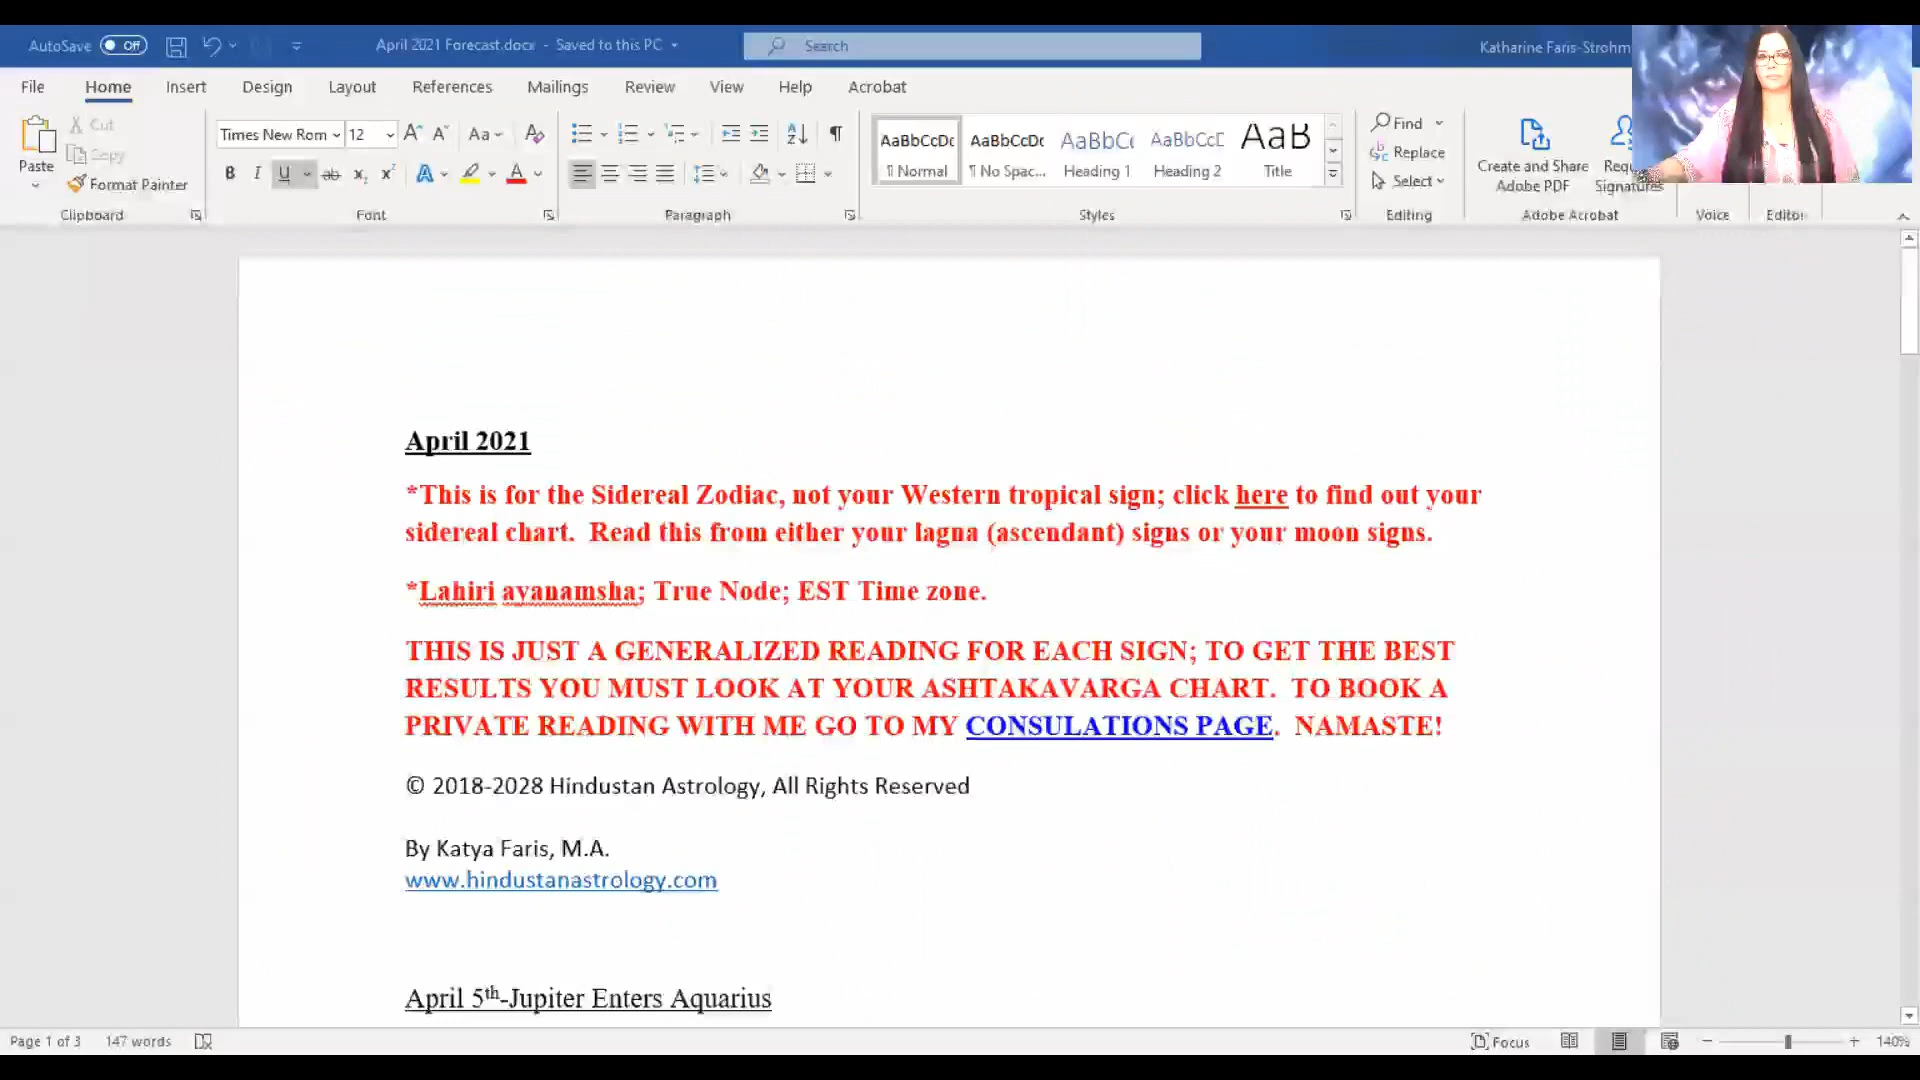 AutoSave Off April 2021 Forecast.docx - Saved to this PC Search Katharine Faris-Strohm
File Home Insert Design Layout References Mailings Review View Help Acrobat
Paste Cut Copy Format Painter Clipboard
Times New Rom 12 Font
Paragraph
AaBbCcDc AaBbCcDc AaBbC AaBbCcD AaB
¶ Normal ¶ No Spac... Heading 1 Heading 2 Title
Styles
Find Replace Select Editing
Create and Share Adobe PDF Signatures Adobe Acrobat
Voice Editor
April 2021
*This is for the Sidereal Zodiac, not your Western tropical sign; click here to find out your
sidereal chart. Read this from either your lagna (ascendant) signs or your moon signs.
*Lahiri ayanamsha; True Node; EST Time zone.
THIS IS JUST A GENERALIZED READING FOR EACH SIGN; TO GET THE BEST
RESULTS YOU MUST LOOK AT YOUR ASHTAKAVARGA CHART. TO BOOK A
PRIVATE READING WITH ME GO TO MY CONSULATIONS PAGE. NAMASTE!
© 2018-2028 Hindustan Astrology, All Rights Reserved
By Katya Faris, M.A.
www.hindustanastrology.com
April 5th-Jupiter Enters Aquarius
Page 1 of 3 147 words Focus 140%